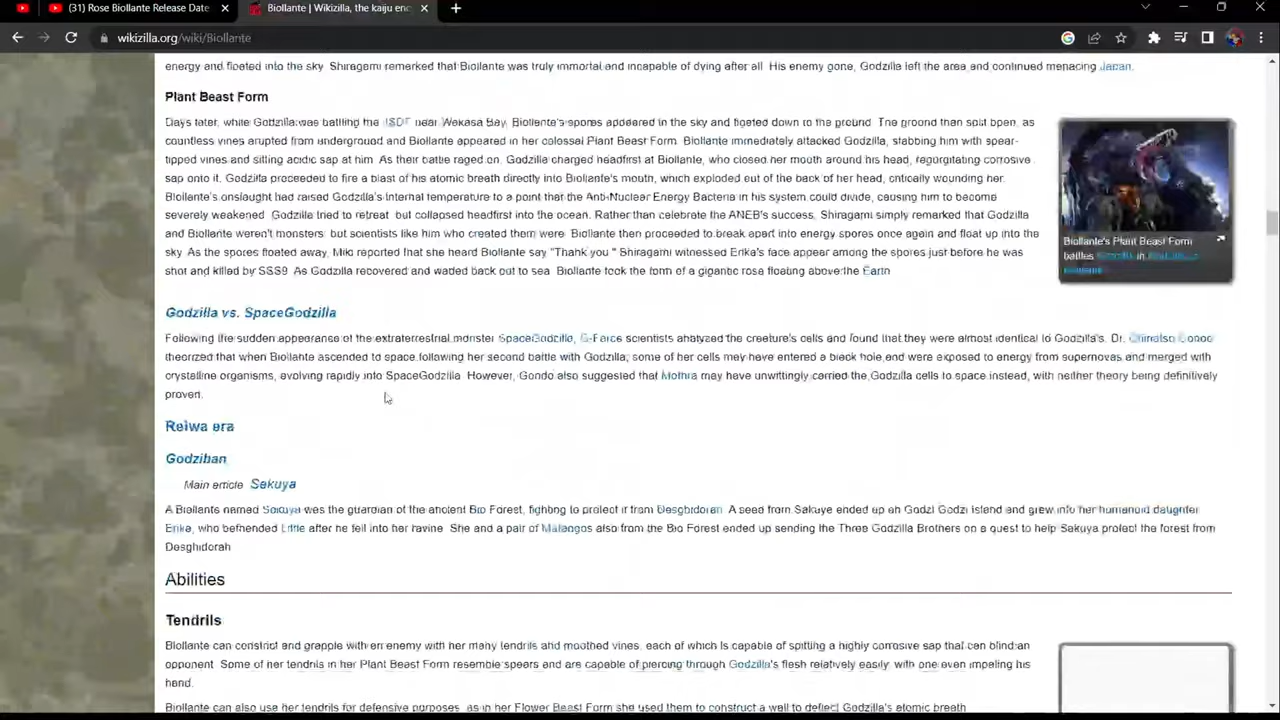 (31) Rose Biollante Release Date
Biollante | Wikizilla, the kaiju enc
wikizilla.org/wiki/Biollante
energy and floated into the sky. Shiragami remarked that Biollante was truly immortal and incapable of dying after all. His enemy gone, Godzilla left the area and continued menacing Japan.
Plant Beast Form
Days later, while Godzilla was battling the JSDF near Wakasa Bay, Biollante's spores appeared in the sky and floated down to the ground. The ground then split open, as
countless vines erupted from underground and Biollante appeared in her colossal Plant Beast Form. Biollante immediately attacked Godzilla, stabbing him with spear-
tipped vines and spitting acidic sap at him. As their battle raged on, Godzilla charged headfirst at Biollante, who closed her mouth around his head, regurgitating corrosive
sap onto it. Godzilla proceeded to fire a blast of his atomic breath directly into Biollante's mouth, which exploded out of the back of her head, critically wounding her.
Biollante's onslaught had raised Godzilla's internal temperature to a point that the Anti-Nuclear Energy Bacteria in his system could divide, causing him to become
severely weakened. Godzilla tried to retreat, but collapsed headfirst into the ocean. Rather than celebrate the ANEB's success, Shiragami simply remarked that Godzilla
and Biollante weren't monsters, but scientists like him who created them were. Biollante then proceeded to break apart into energy spores once again and float up into the
sky. As the spores floated away, Miki reported that she heard Biollante say "Thank you." Shiragami witnessed Erika's face appear among the spores just before he was
shot and killed by SSS9. As Godzilla recovered and waded back out to sea, Biollante took the form of a gigantic rose floating above the Earth.
Biollante's Plant Beast Form
battles Godzilla in
Godzilla vs. SpaceGodzilla
Following the sudden appearance of the extraterrestrial monster SpaceGodzilla, G-Force scientists analyzed the creature's cells and found that they were almost identical to Godzilla's. Dr. Chinatsu Gondo
theorized that when Biollante ascended to space following her second battle with Godzilla, some of her cells may have entered a black hole and were exposed to energy from supernovas and merged with
crystalline organisms, evolving rapidly into SpaceGodzilla. However, Gondo also suggested that Mothra may have unwittingly carried the Godzilla cells to space instead, with neither theory being definitively
proven.
Reiwa era
Godziban
Main article: Sakuya
A Biollante named Sakuya was the guardian of the ancient Bio Forest, fighting to protect it from Desghidorah. A seed from Sakuya ended up on Godzi Godzi Island and grew into her humanoid daughter
Erika, who befriended Little after he fell into her ravine. She and a pair of Matangos also from the Bio Forest ended up sending the Three Godzilla Brothers on a quest to help Sakuya protect the forest from
Desghidorah.
Abilities
Tendrils
Biollante can constrict and grapple with an enemy with her many tendrils and mouthed vines, each of which is capable of spitting a highly corrosive sap that can blind an
opponent. Some of her tendrils in her Plant Beast Form resemble spears and are capable of piercing through Godzilla's flesh relatively easily, with one even impaling his
hand.
Biollante can also use her tendrils for defensive purposes, as in her Flower Beast Form she used them to construct a wall to deflect Godzilla's atomic breath.